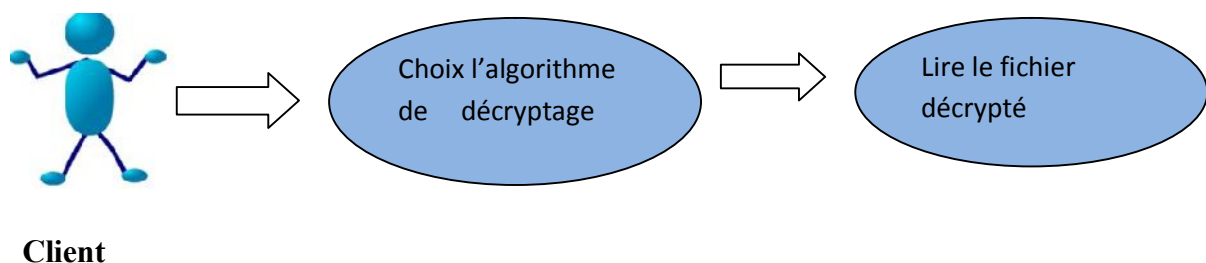 Choix l’algorithme
de décryptage
Lire le fichier
décrypté
Client